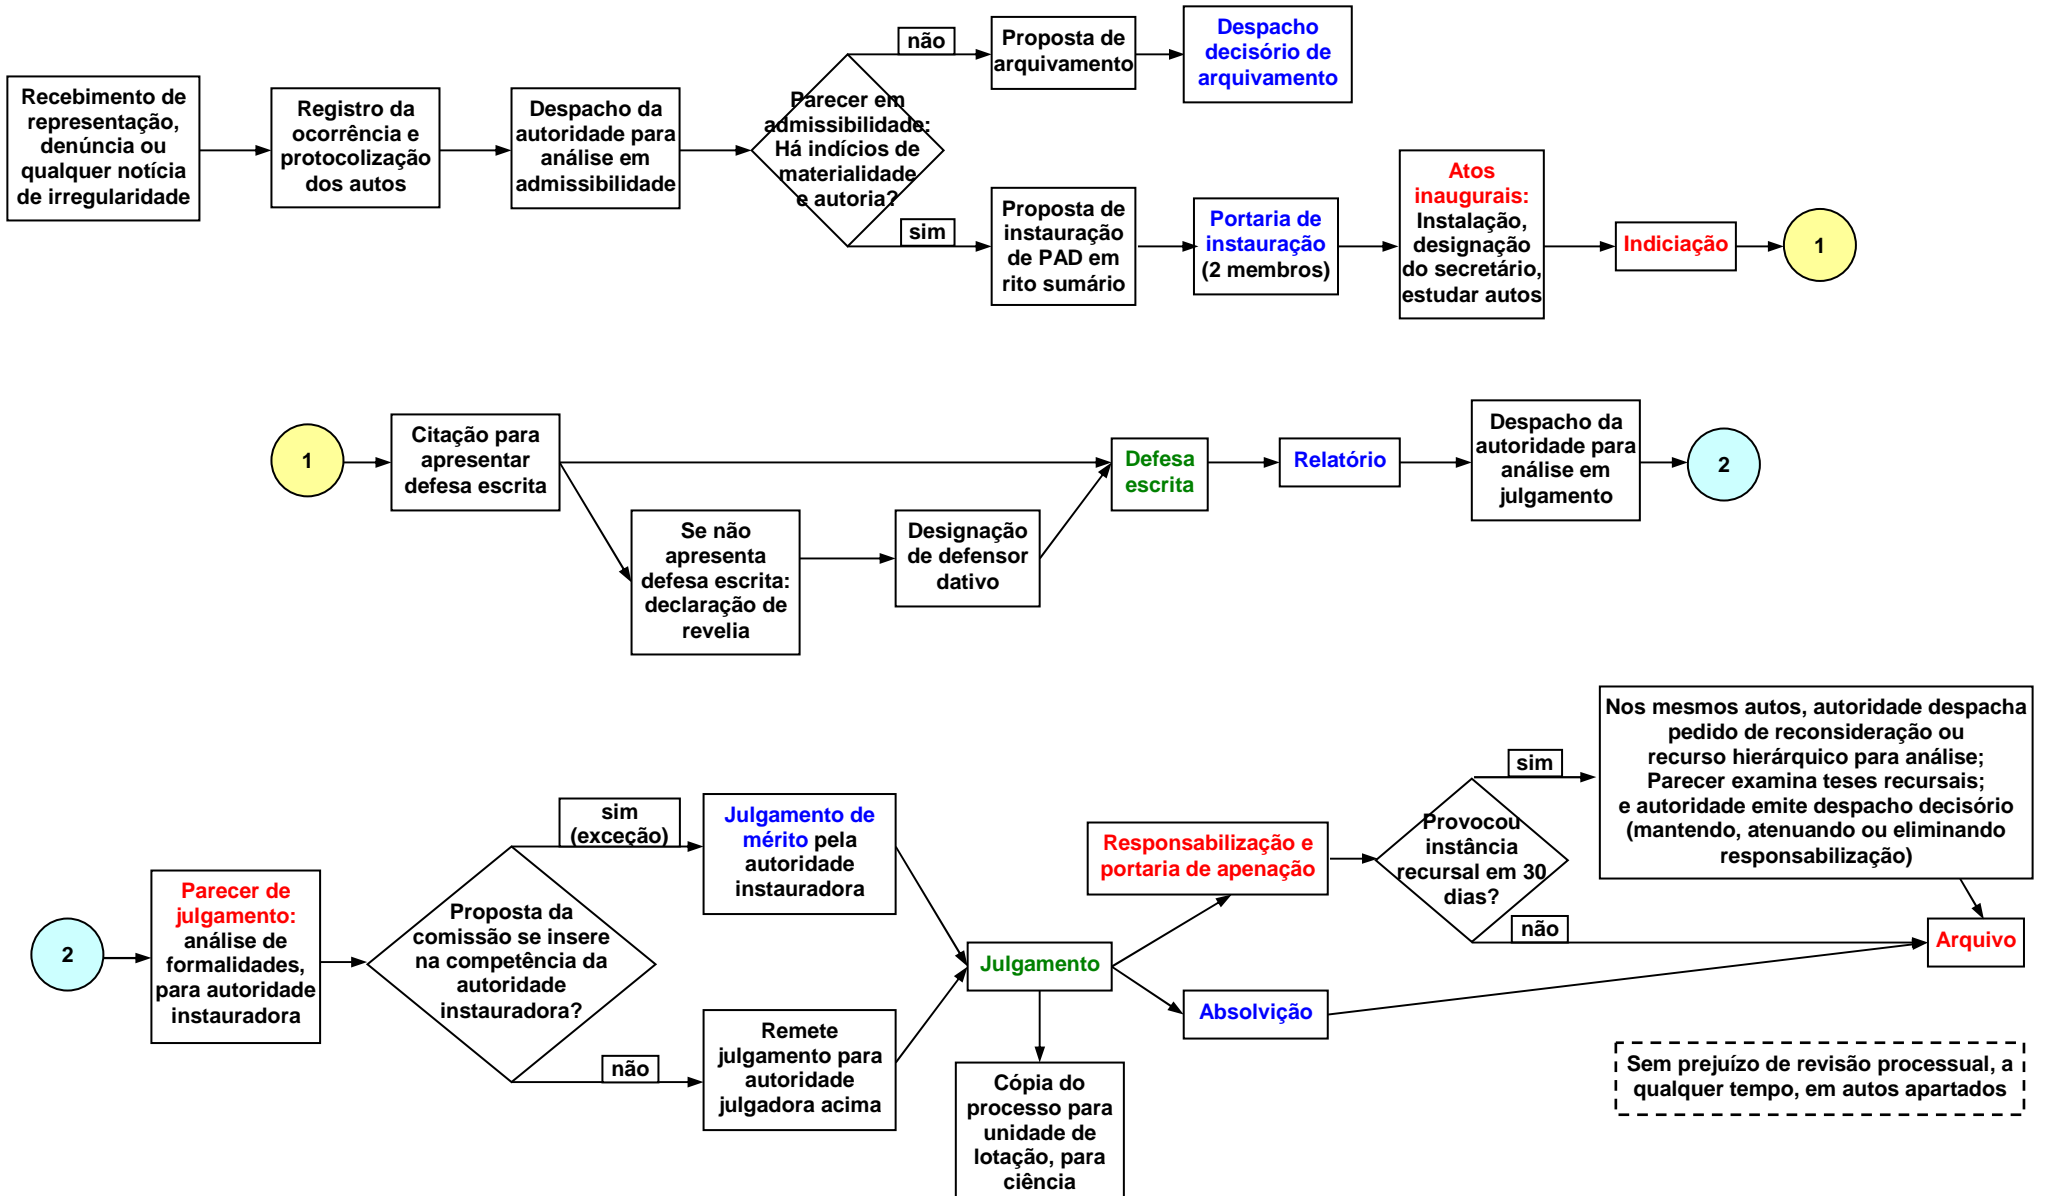 Recebimento de
representação,
denúncia ou
qualquer notícia
de irregularidade
Registro da
ocorrência e
protocolização
dos autos
Despacho da
autoridade para
análise em
admissibilidade
Parecer em
admissibilidade:
Há indícios de
materialidade
e autoria?
não
Proposta de
arquivamento
Despacho
decisório de
arquivamento
sim
Proposta de
instauração
de PAD em
rito sumário
Portaria de
instauração
(2 membros)
Atos
inaugurais:
Instalação,
designação
do secretário,
estudar autos
Indiciação
1
1
Citação para
apresentar
defesa escrita
Se não
apresenta
defesa escrita:
declaração de
revelia
Designação
de defensor
dativo
Defesa
escrita
Relatório
Despacho da
autoridade para
análise em
julgamento
2
2
Parecer de
julgamento:
análise de
formalidades,
para autoridade
instauradora
Proposta da
comissão se insere
na competência da
autoridade
instauradora?
sim
(exceção)
Julgamento de
mérito pela
autoridade
instauradora
não
Remete
julgamento para
autoridade
julgadora acima
Julgamento
Cópia do
processo para
unidade de
lotação, para
ciência
Responsabilização e
portaria de apenação
Absolvição
Provocou
instância
recursal em 30
dias?
sim
Nos mesmos autos, autoridade despacha
pedido de reconsideração ou
recurso hierárquico para análise;
Parecer examina teses recursais;
e autoridade emite despacho decisório
(mantendo, atenuando ou eliminando
responsabilização)
não
Arquivo
Sem prejuízo de revisão processual, a
qualquer tempo, em autos apartados